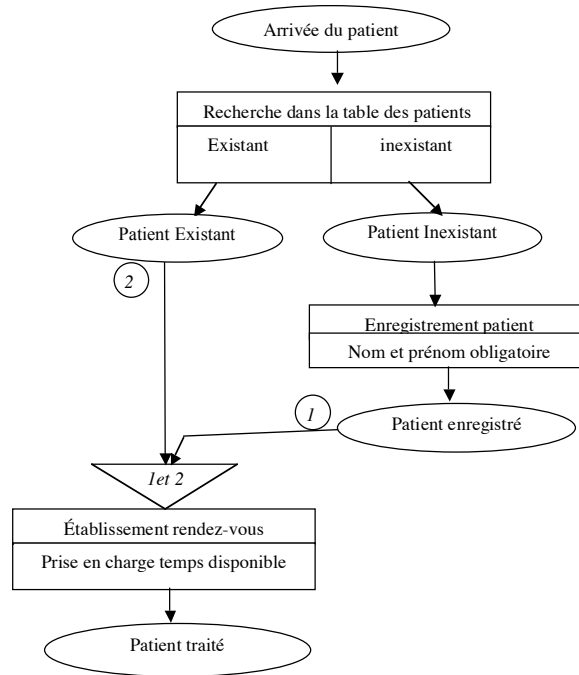 Arrivée du patient
Recherche dans la table des patients
Existant
inexistant
Patient Existant
Patient Inexistant
2
Enregistrement patient
Nom et prénom obligatoire
1
Patient enregistré
1et 2
Établissement rendez-vous
Prise en charge temps disponible
Patient traité